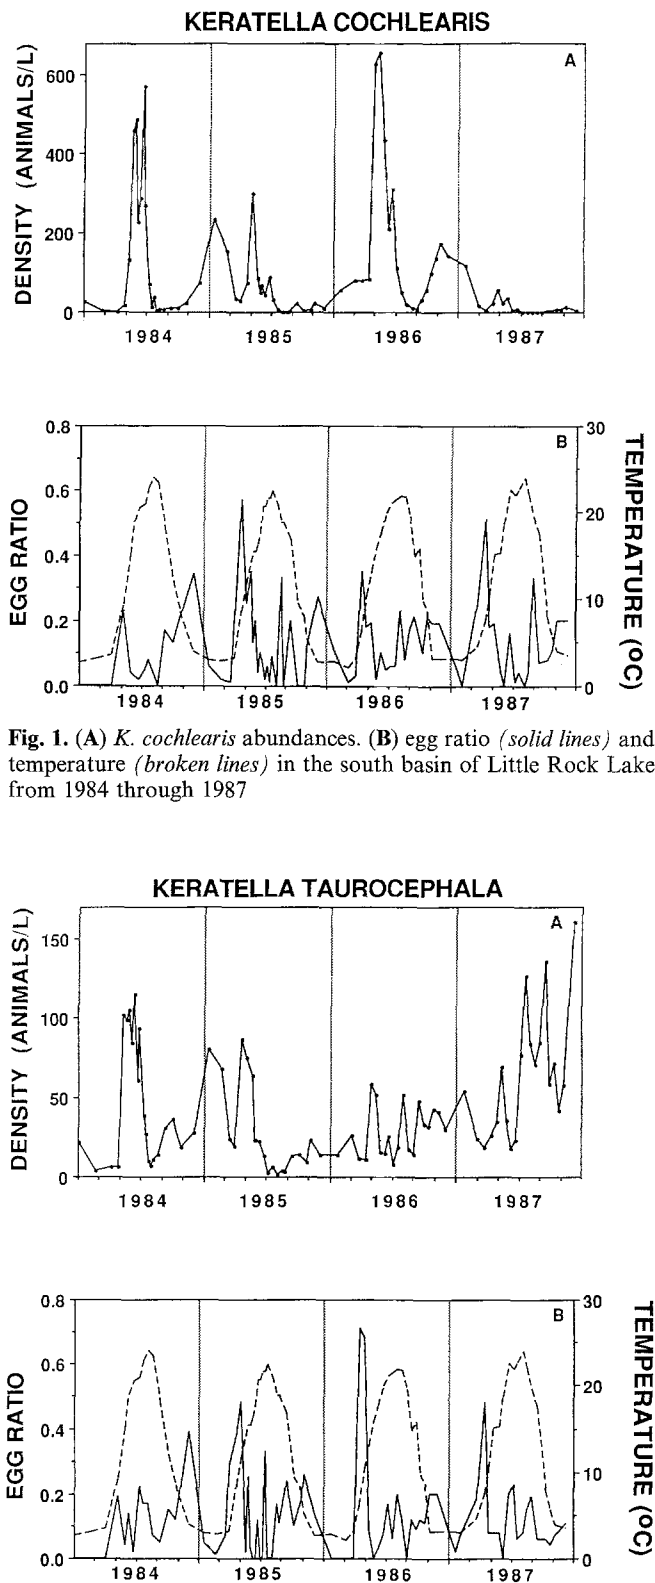 KERATELLA COCHLEARIS
DENSITY (ANIMALS/L)
A
600
400
200
0
1984 1985 1986 1987
EGG RATIO
TEMPERATURE (ºC)
B
0.8 30
0.6
20
0.4
10
0.2
0.0 0
1984 1985 1986 1987
Fig. 1. (A) K. cochlearis abundances. (B) egg ratio (solid lines) and
temperature (broken lines) in the south basin of Little Rock Lake
from 1984 through 1987
KERATELLA TAUROCEPHALA
DENSITY (ANIMALS/L)
A
150
100
50
0
1984 1985 1986 1987
EGG RATIO
TEMPERATURE (ºC)
B
0.8 30
0.6
20
0.4
10
0.2
0.0 0
1984 1985 1986 1987